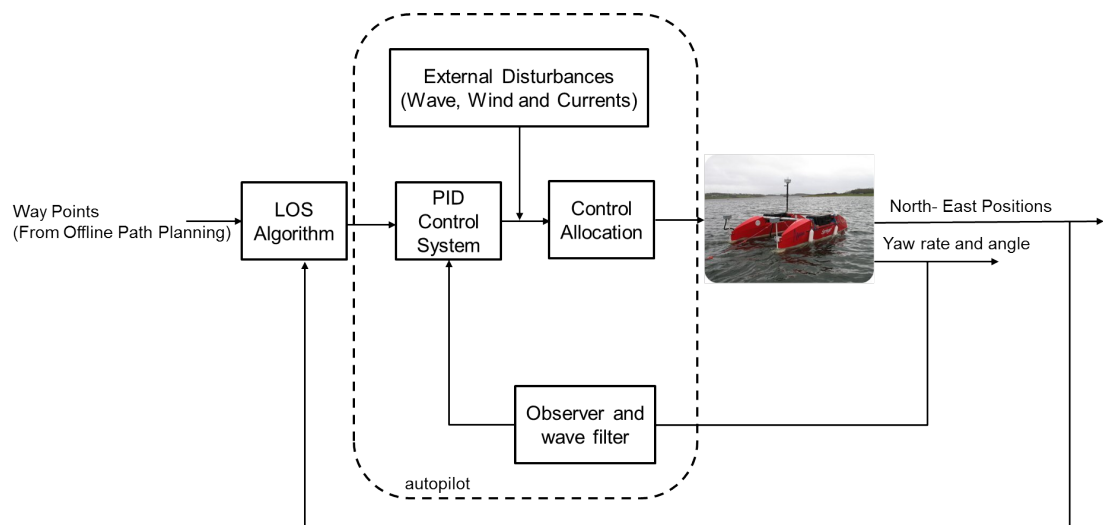 External Disturbances
(Wave, Wind and Currents)
Way Points
(From Offline Path Planning)
LOS
Algorithm
PID
Control
System
Control
Allocation
North- East Positions
Yaw rate and angle
Observer and
wave filter
autopilot